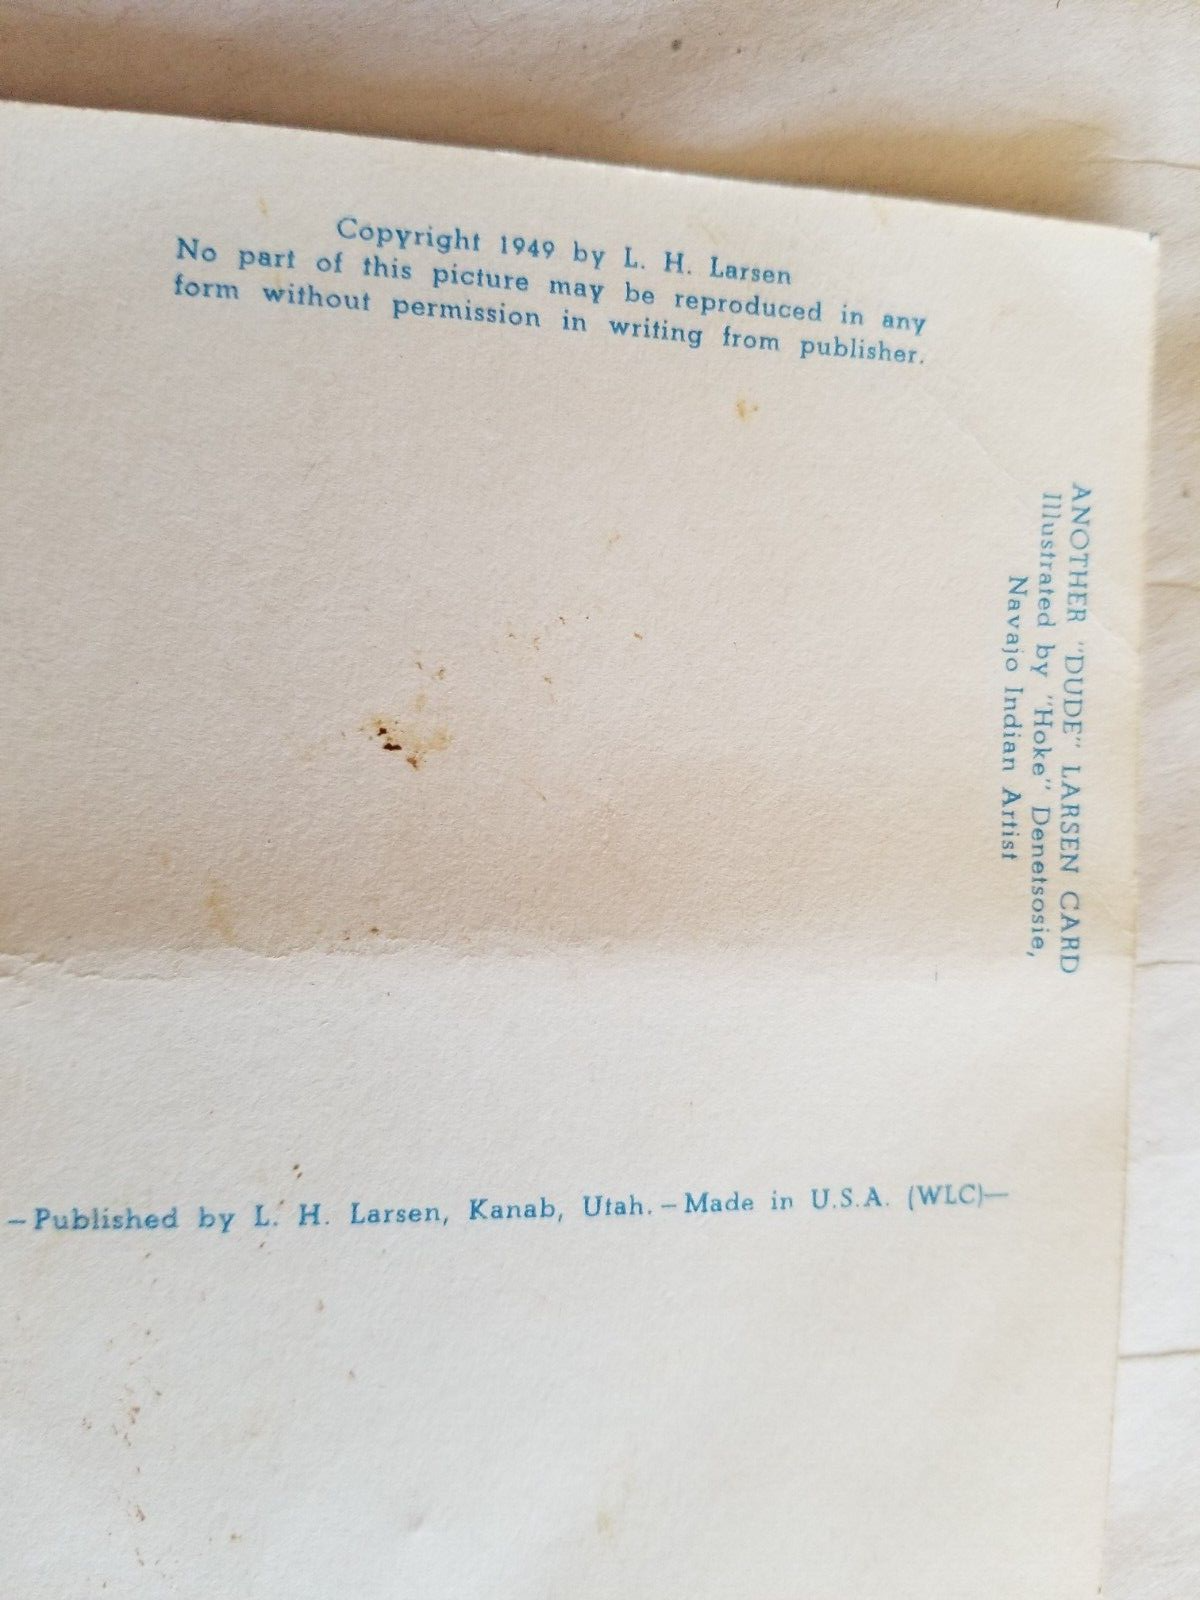 Copyright 1949 by L. H. Larsen
No part of this picture may be reproduced in any
form without permission in writing from publisher.
ANOTHER "DUDE" LARSEN CARD
Illustrated by "Hoke" Denetsosie,
Navajo Indian Artist
—Published by L. H. Larsen, Kanab, Utah. — Made in U.S.A. (WLC)—